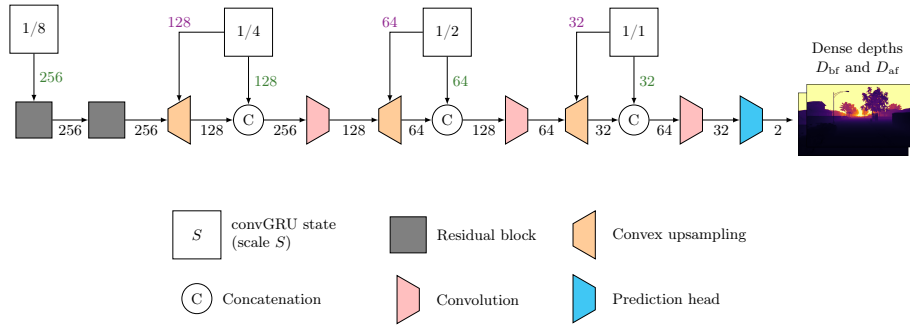 1/8
1/4
1/2
1/1
128
64
32
256
128
64
32
Dense depths
D_bf and D_af
C
C
C
256
256
128
256
128
64
128
64
32
64
32
2
S
convGRU state
(scale S)
Residual block
Convex upsampling
C
Concatenation
Convolution
Prediction head